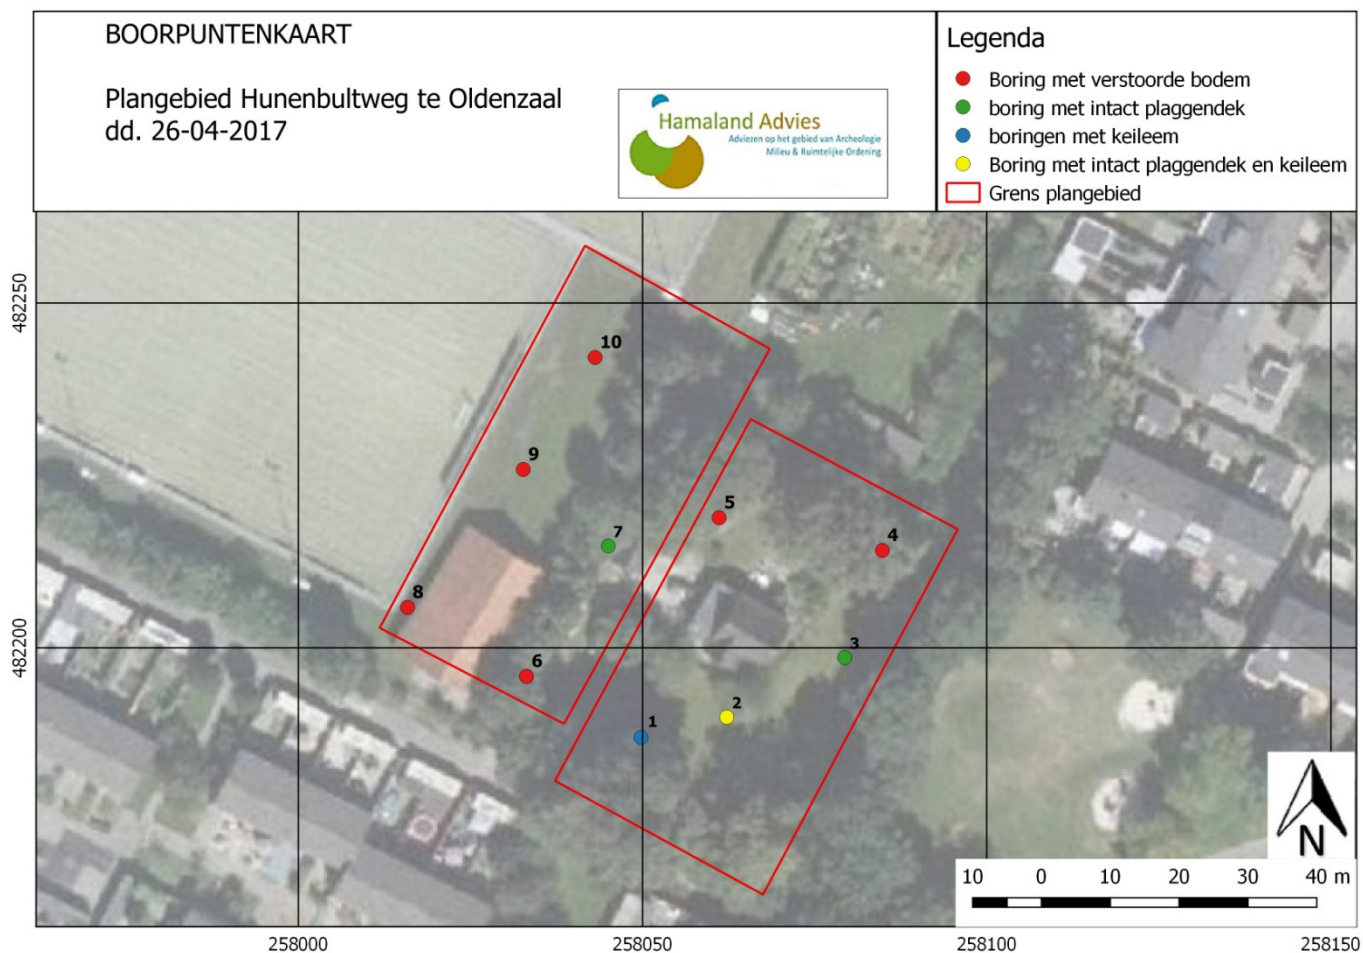 BOORPUNTENKAART
Plangebied Hunenbultweg te Oldenzaal
dd. 26-04-2017
Hamaland Advies
Adviezen op het gebied van Archeologie
Milieu & Ruimtelijke Ordening
Legenda
Boring met verstoorde bodem
boring met intact plaggendek
boringen met keileem
Boring met intact plaggendek en keileem
Grens plangebied
482250
482200
10
9
5
7
4
8
3
6
2
1
N
10 0 10 20 30 40 m
258000 258050 258100 258150